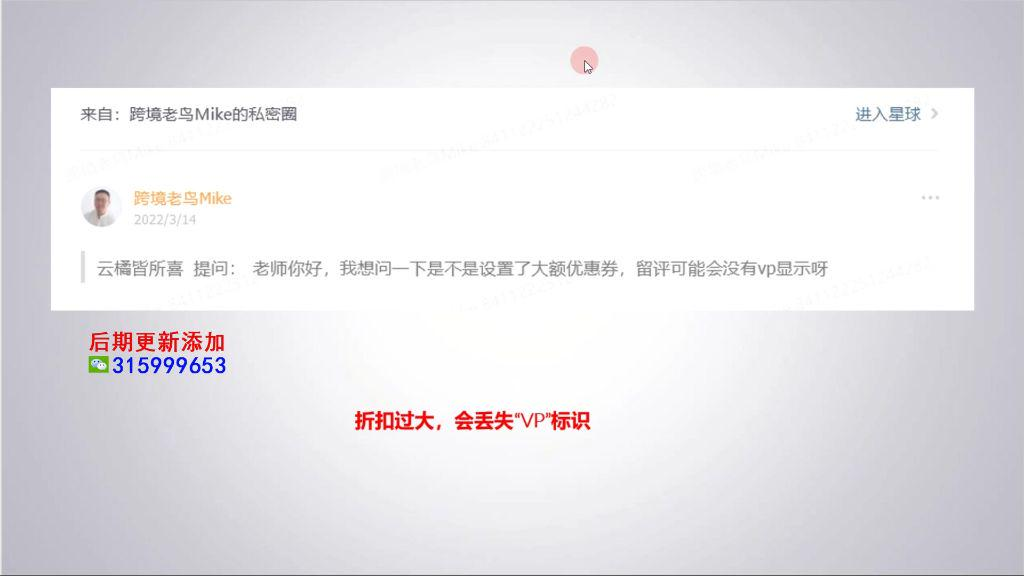 来自：跨境老鸟Mike的私密圈
进入星球
跨境老鸟Mike
2022/3/14
云橘皆所喜 提问： 老师你好，我想问一下是不是设置了大额优惠券，留评可能会没有vp显示呀
后期更新添加
315999653
折扣过大，会丢失“VP”标识